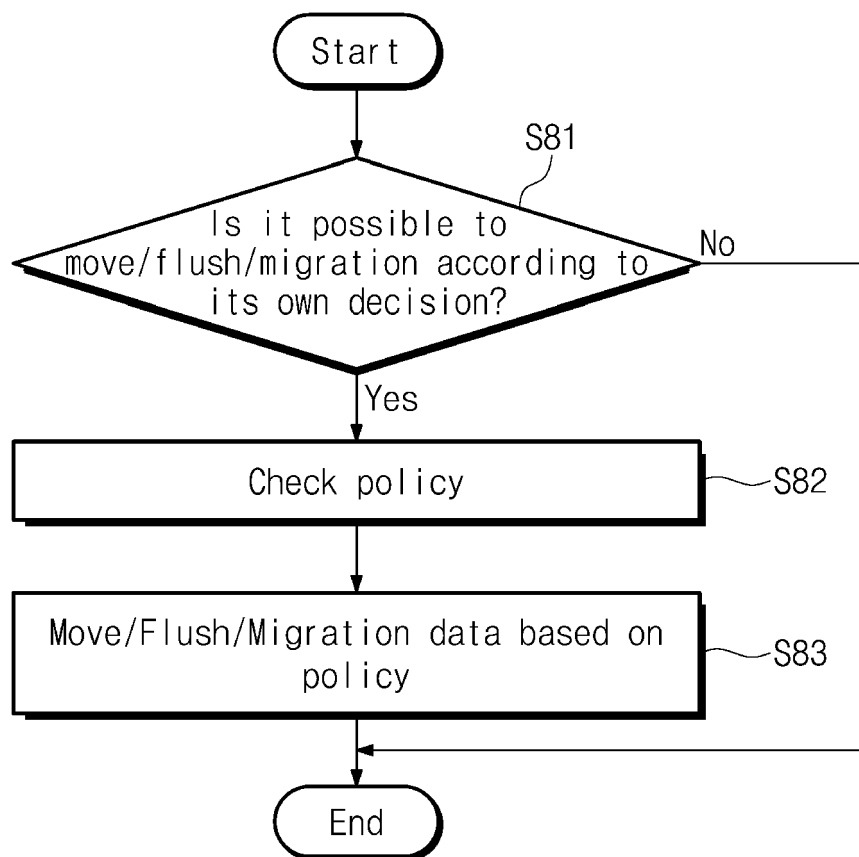 Start
S81
Is it possible to
move/flush/migration according to
its own decision?
No
Yes
Check policy
S82
Move/Flush/Migration data based on
policy
S83
End